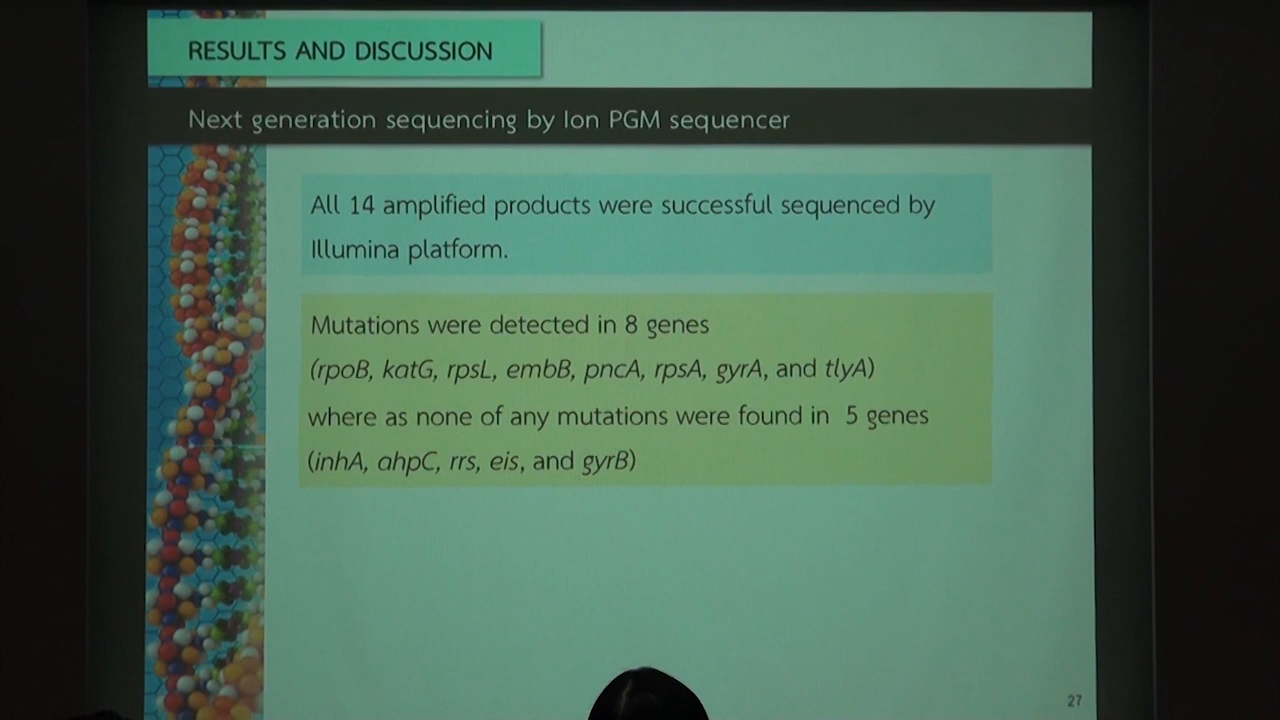 RESULTS AND DISCUSSION
Next generation sequencing by Ion PGM sequencer
All 14 amplified products were successful sequenced by
Illumina platform.
Mutations were detected in 8 genes
(rpoB, katG, rpsL, embB, pncA, rpsA, gyrA, and tlyA)
where as none of any mutations were found in 5 genes
(inhA, ahpC, rrs, eis, and gyrB)
27